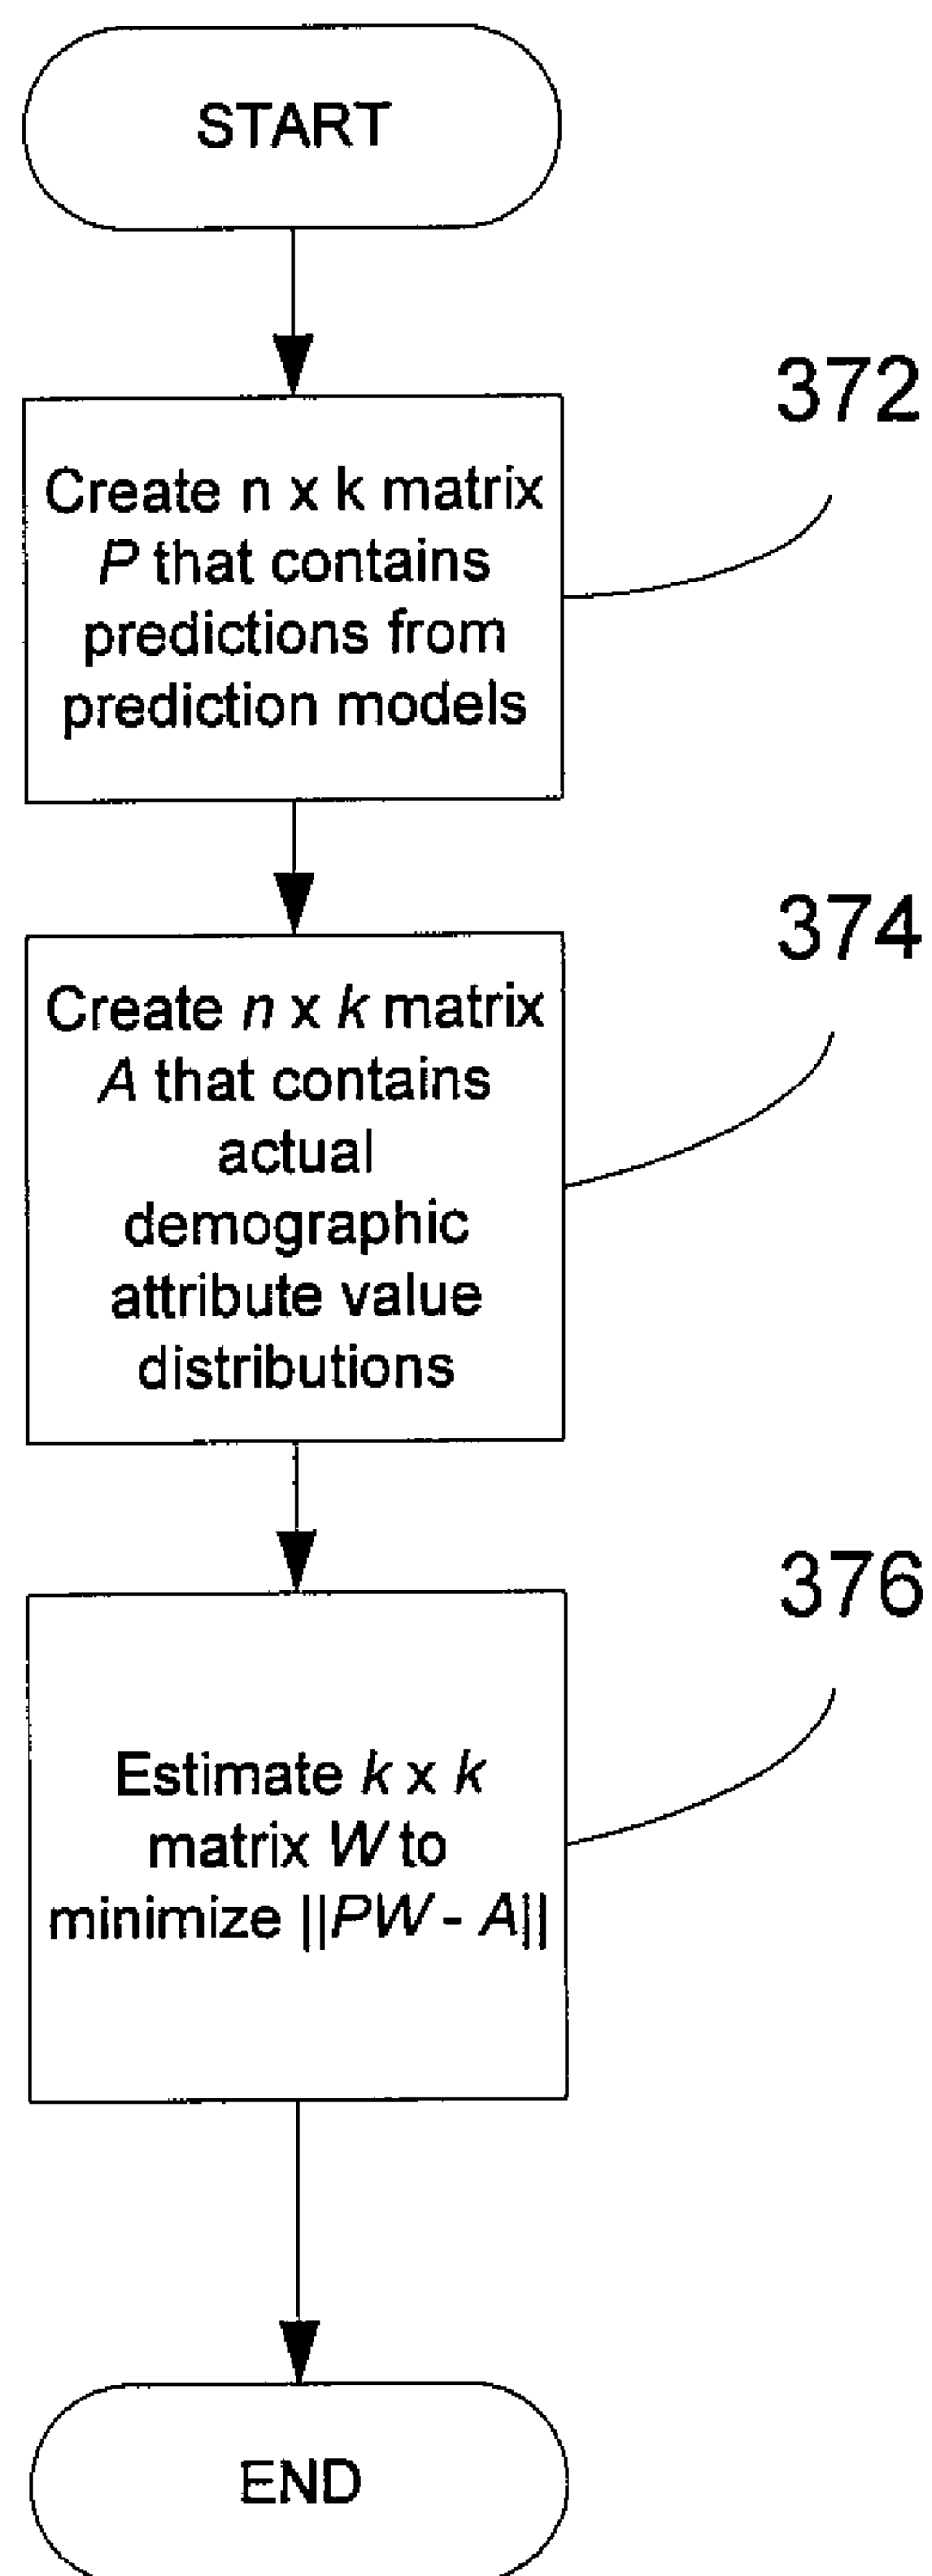 START
372
Create n x k matrix
P that contains
predictions from
prediction models
374
Create n x k matrix
A that contains
actual
demographic
attribute value
distributions
376
Estimate k x k
matrix W to
minimize ||PW - A||
END